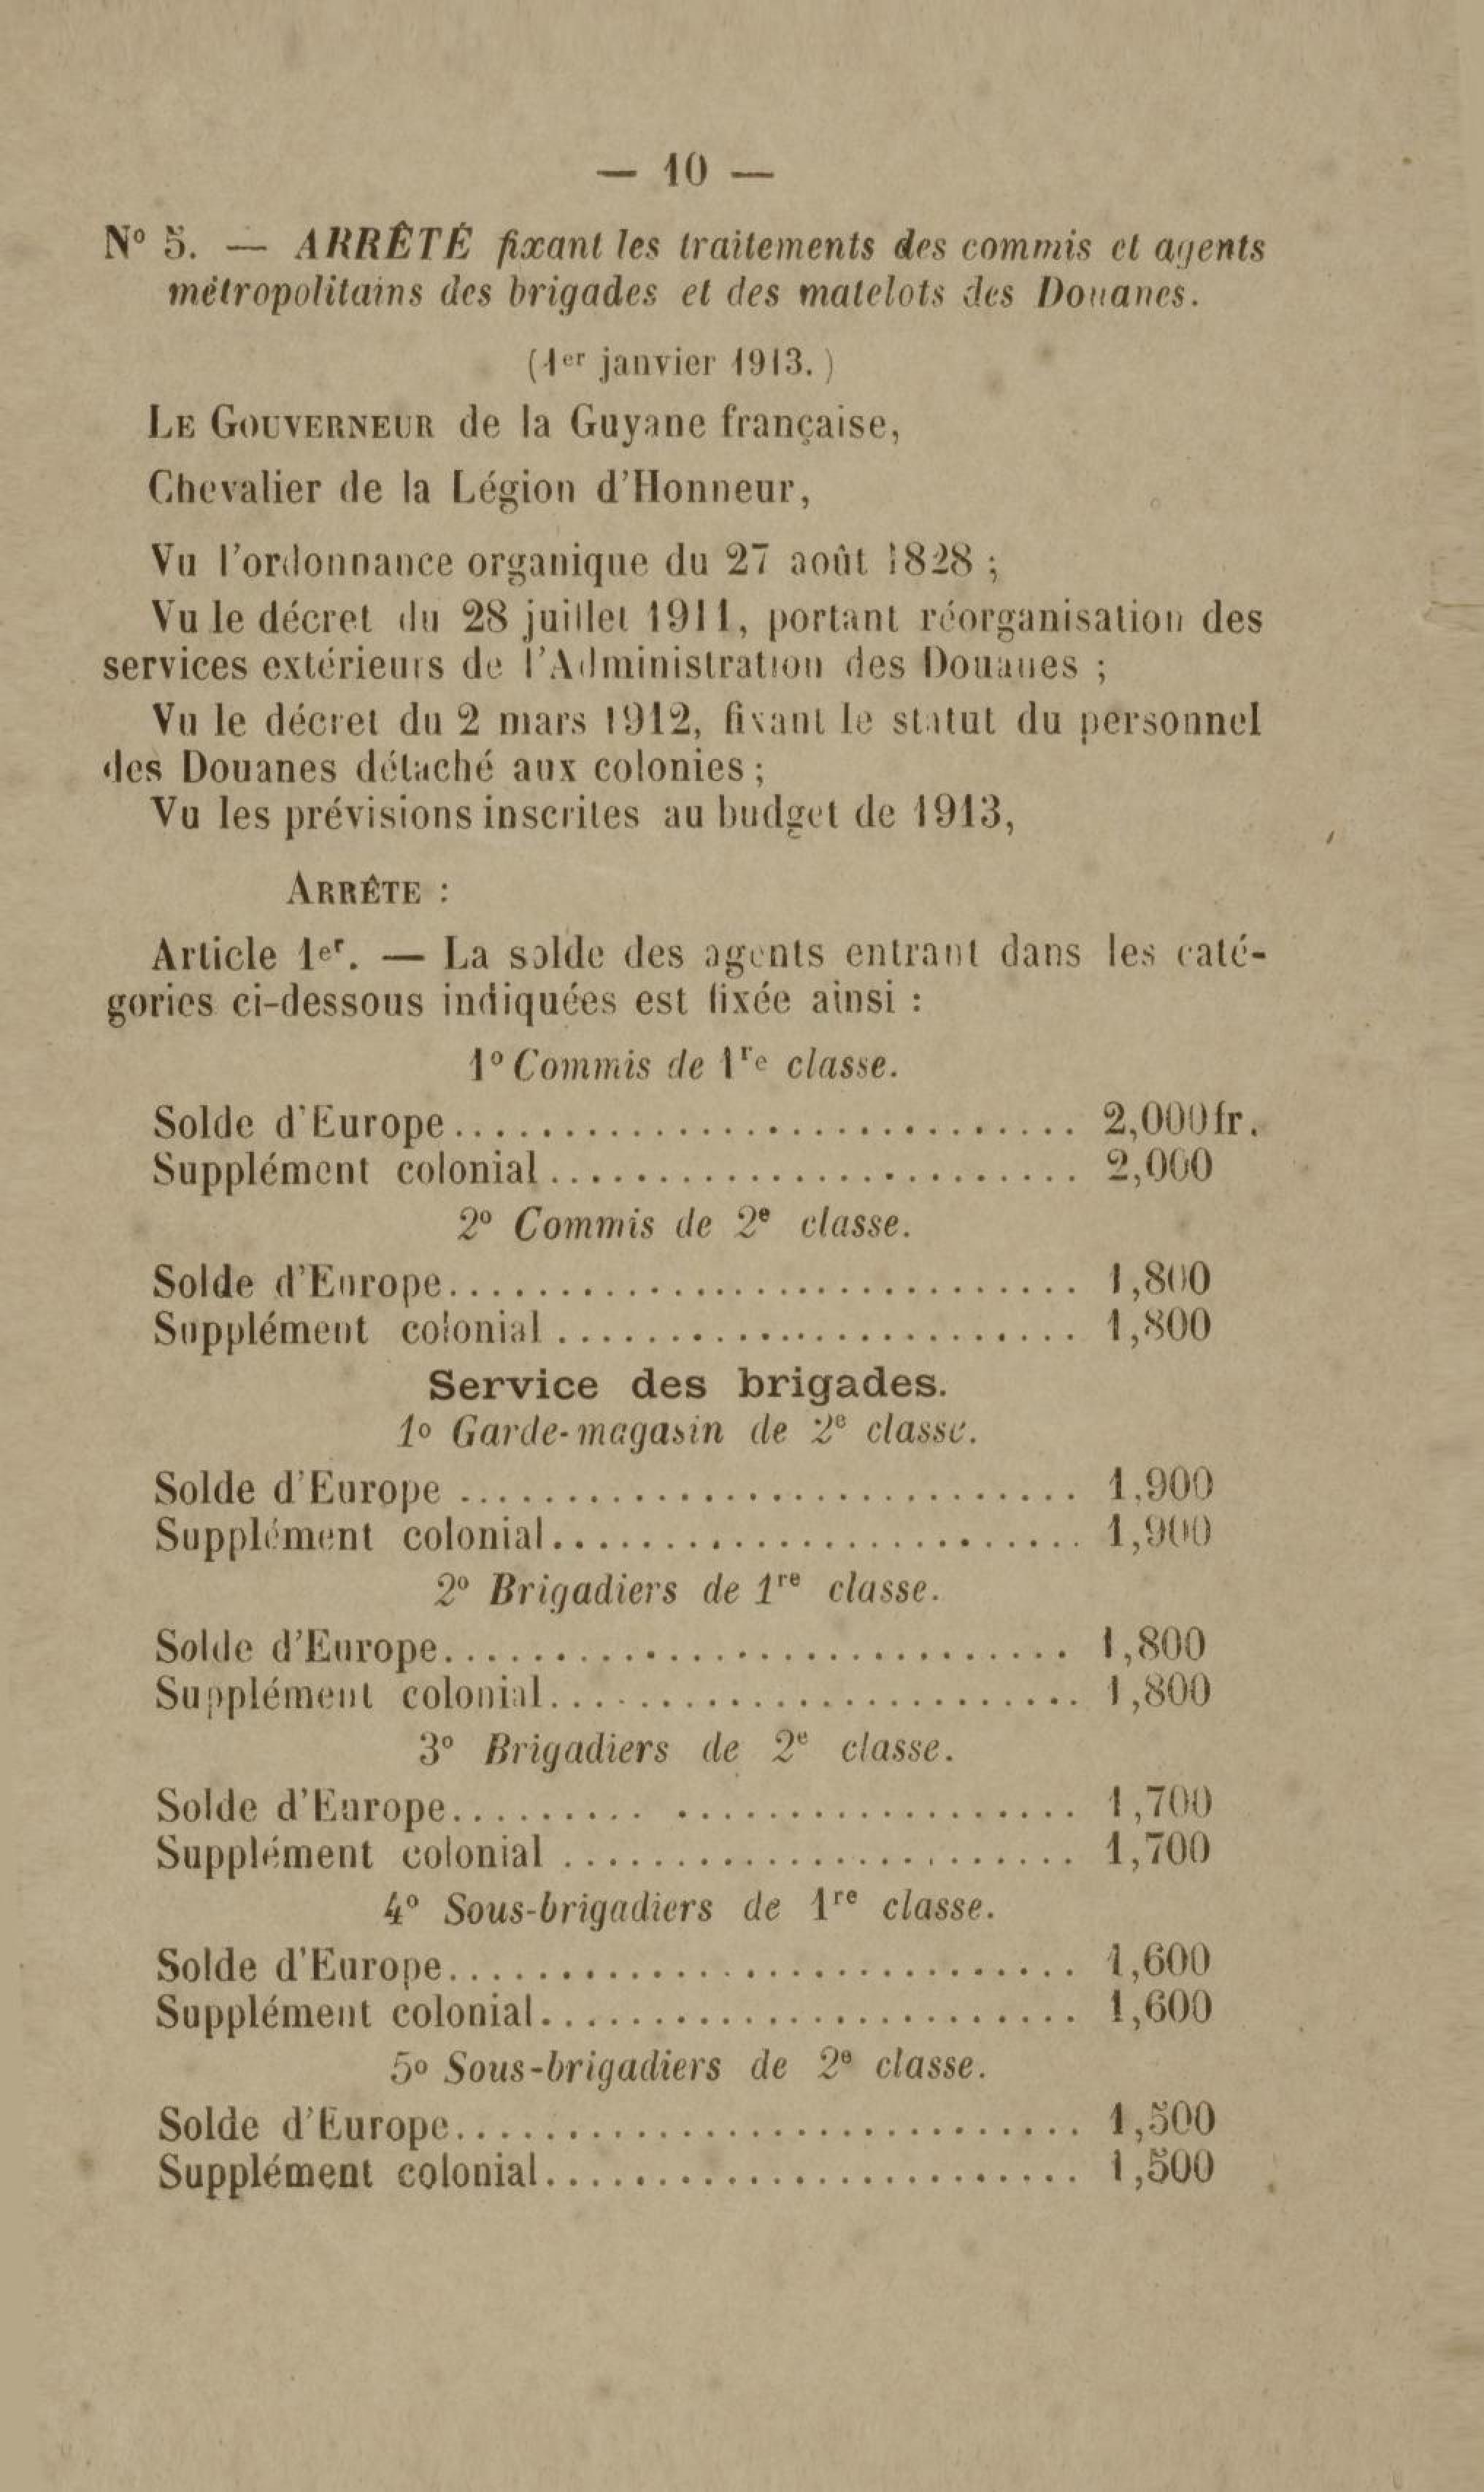 — 10 —
N° 5. — ARRÊTÉ fixant les traitements des commis et agents
métropolitains des brigades et des matelots des Douanes.
(1er janvier 1913.)
LE GOUVERNEUR de la Guyane française,
Chevalier de la Légion d'Honneur,
Vu l'ordonnance organique du 27 août 1828 ;
Vu le décret du 28 juillet 1911, portant réorganisation des
services extérieurs de l'Administration des Douanes ;
Vu le décret du 2 mars 1912, fixant le statut du personnel
des Douanes détaché aux colonies ;
Vu les prévisions inscrites au budget de 1913,
ARRÊTE :
Article 1er. — La solde des agents entrant dans les caté-
gories ci-dessous indiquées est fixée ainsi :
1° Commis de 1re classe.
Solde d'Europe.............................. 2,000 fr.
Supplément colonial......................... 2,000
2° Commis de 2e classe.
Solde d'Europe.............................. 1,800
Supplément colonial ........................ 1,800
Service des brigades.
1° Garde-magasin de 2e classe.
Solde d'Europe ............................. 1.900
Supplément colonial......................... 1,900
2° Brigadiers de 1re classe.
Solde d'Europe.............................. 1,800
Supplément colonial......................... 1,800
3° Brigadiers de 2e classe.
Solde d'Europe......... .................. 1,700
Supplément colonial ........................ 1,700
4° Sous-brigadiers de 1re classe.
Solde d'Europe.............................. 1,600
Supplément colonial......................... 1,600
5° Sous-brigadiers de 2e classe.
Solde d'Europe.............................. 1,500
Supplément colonial......................... 1,500